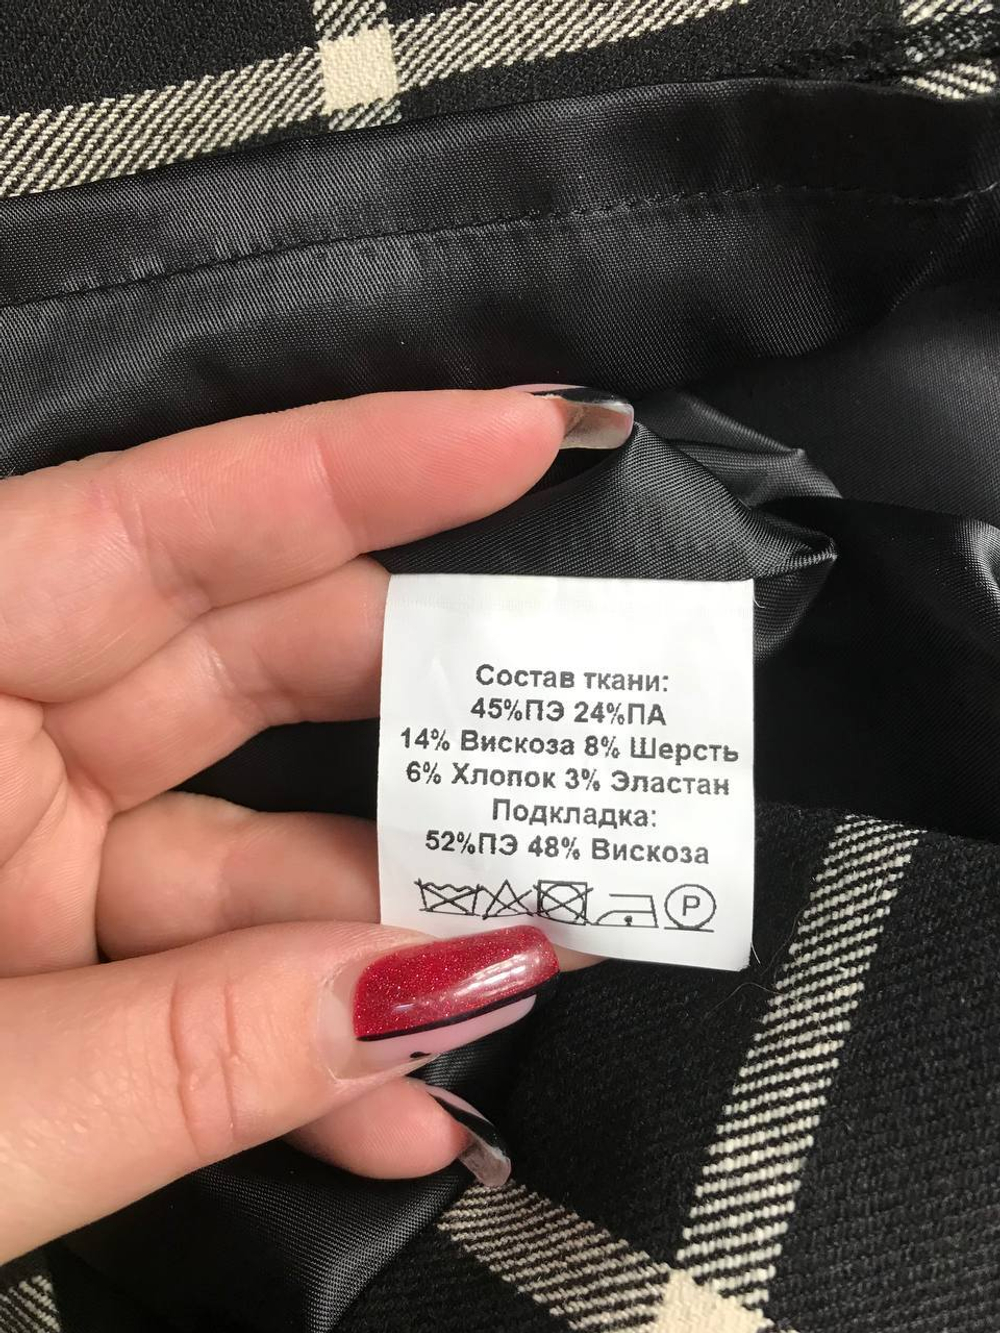 Состав ткани:
45%ПЭ 24%ПА
14% Вискоза 8% Шерсть
6% Хлопок 3% Эластан
Подкладка:
52%ПЭ 48% Вискоза
P